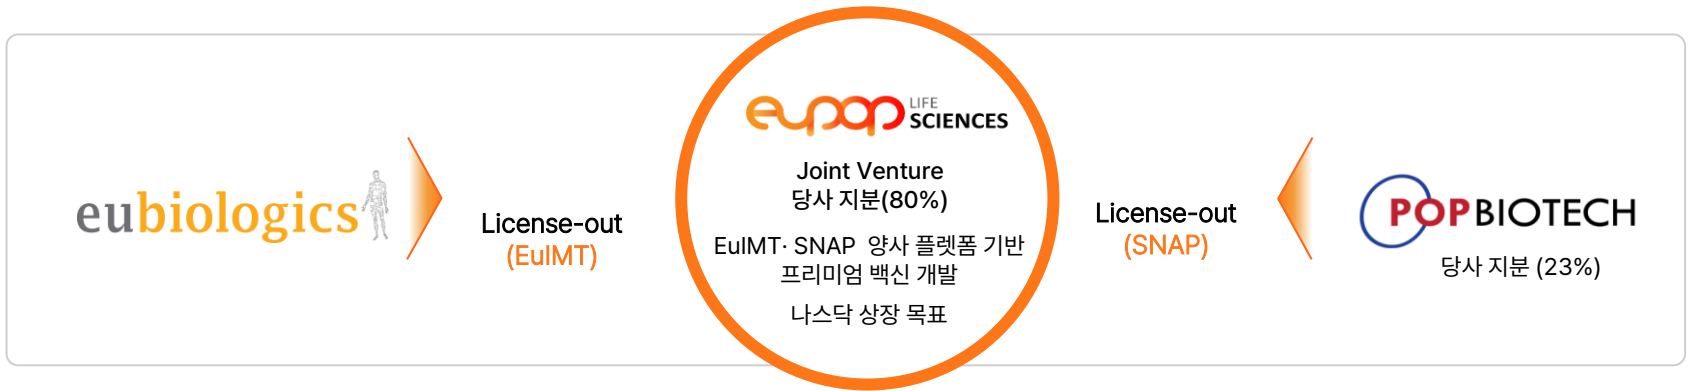 eubiologics
License-out
(EuIMT)
eupop LIFE
SCIENCES
Joint Venture
당사 지분(80%)
EuIMT· SNAP 양사 플렛폼 기반
프리미엄 백신 개발
나스닥 상장 목표
License-out
(SNAP)
POP BIOTECH
당사 지분 (23%)